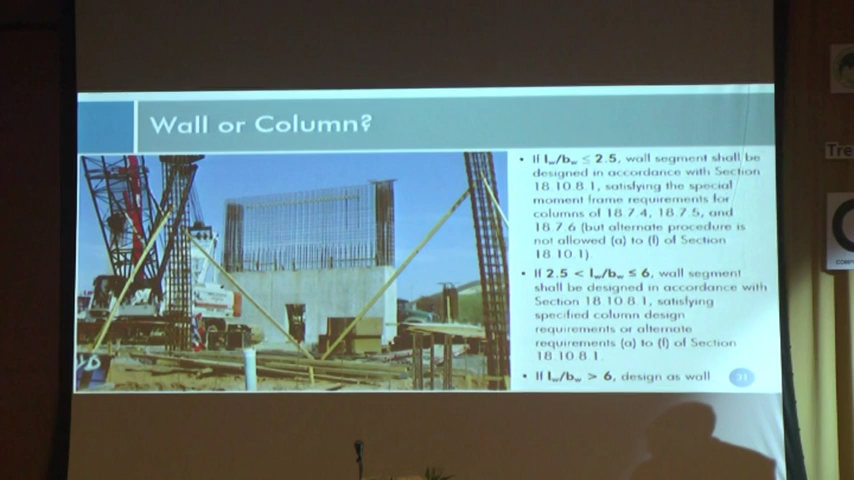 Wall or Column?
• If lw/bw ≤ 2.5, wall segment shall be
designed in accordance with Section
18.10.8.1, satisfying the special
moment frame requirements for
columns of 18.7.4, 18.7.5, and
18.7.6 (but alternate procedure is
not allowed (a) to (f) of Section
18.10.1).
• If 2.5 < lw/bw ≤ 6, wall segment
shall be designed in accordance with
Section 18.10.8.1, satisfying
specified column design
requirements or alternate
requirements (a) to (f) of Section
18.10.8.1.
• If lw/bw > 6, design as wall
31
Tre